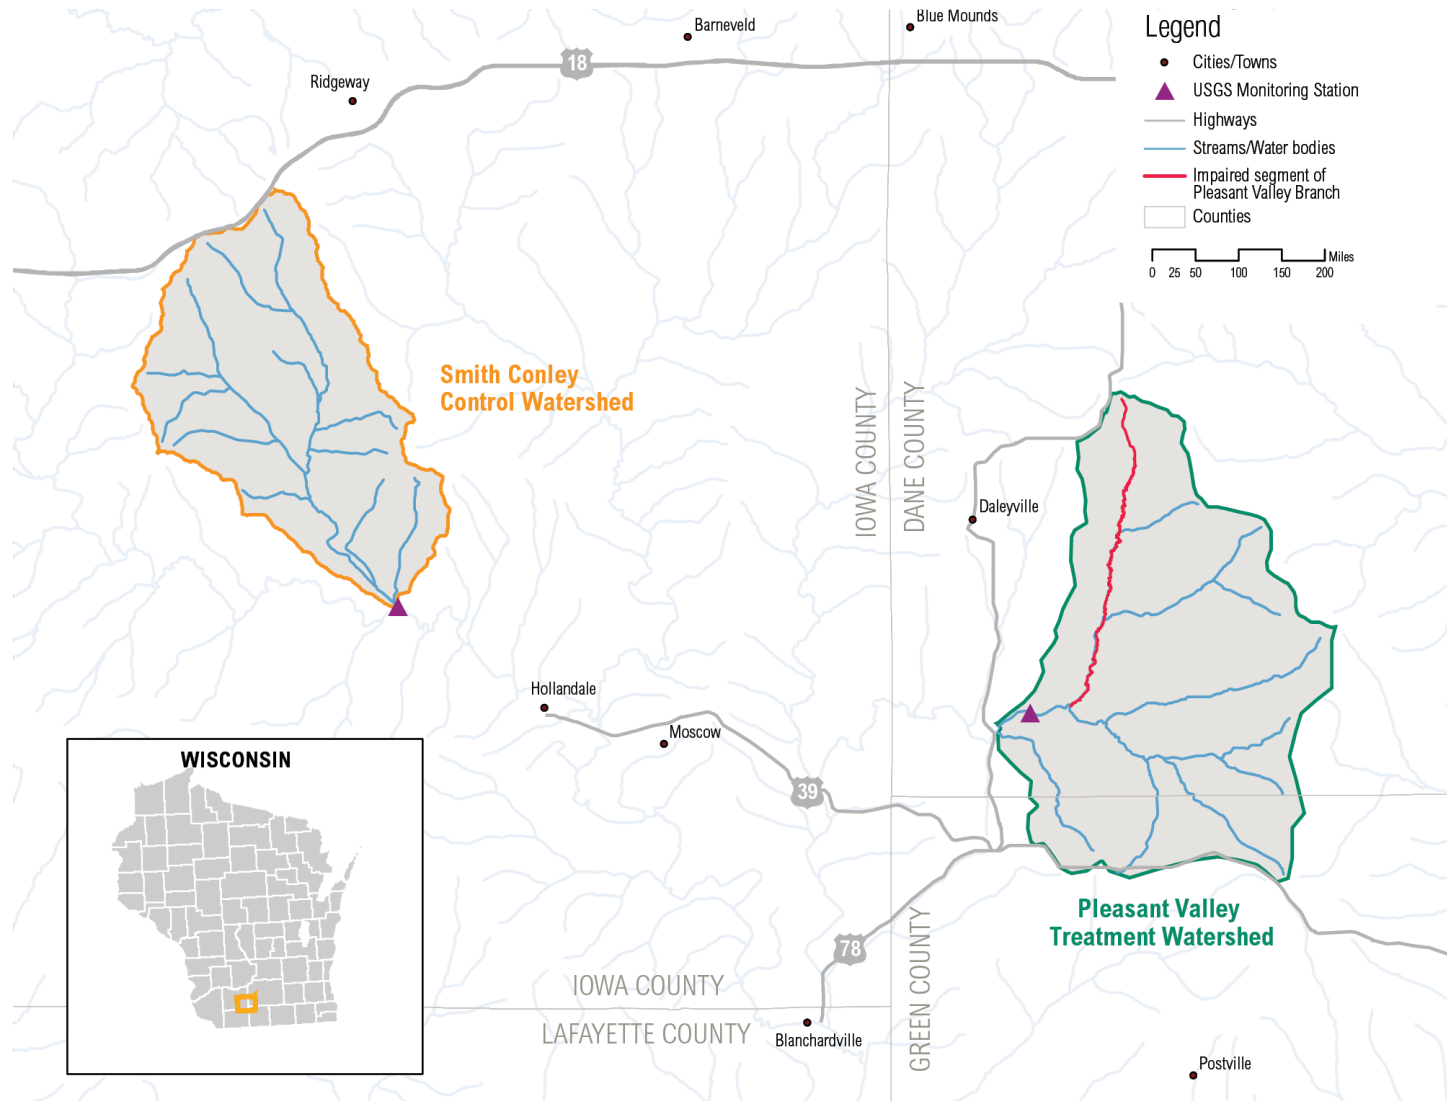 Barneveld
Blue Mounds
Legend
Cities/Towns
USGS Monitoring Station
Highways
Streams/Water bodies
Impaired segment of
Pleasant Valley Branch
Counties
Miles
0 25 50 100 150 200
18
Ridgeway
Smith Conley
Control Watershed
IOWA COUNTY
DANE COUNTY
Daleyville
Hollandale
Moscow
39
WISCONSIN
Pleasant Valley
Treatment Watershed
78
GREEN COUNTY
IOWA COUNTY
LAFAYETTE COUNTY
Blanchardville
Postville